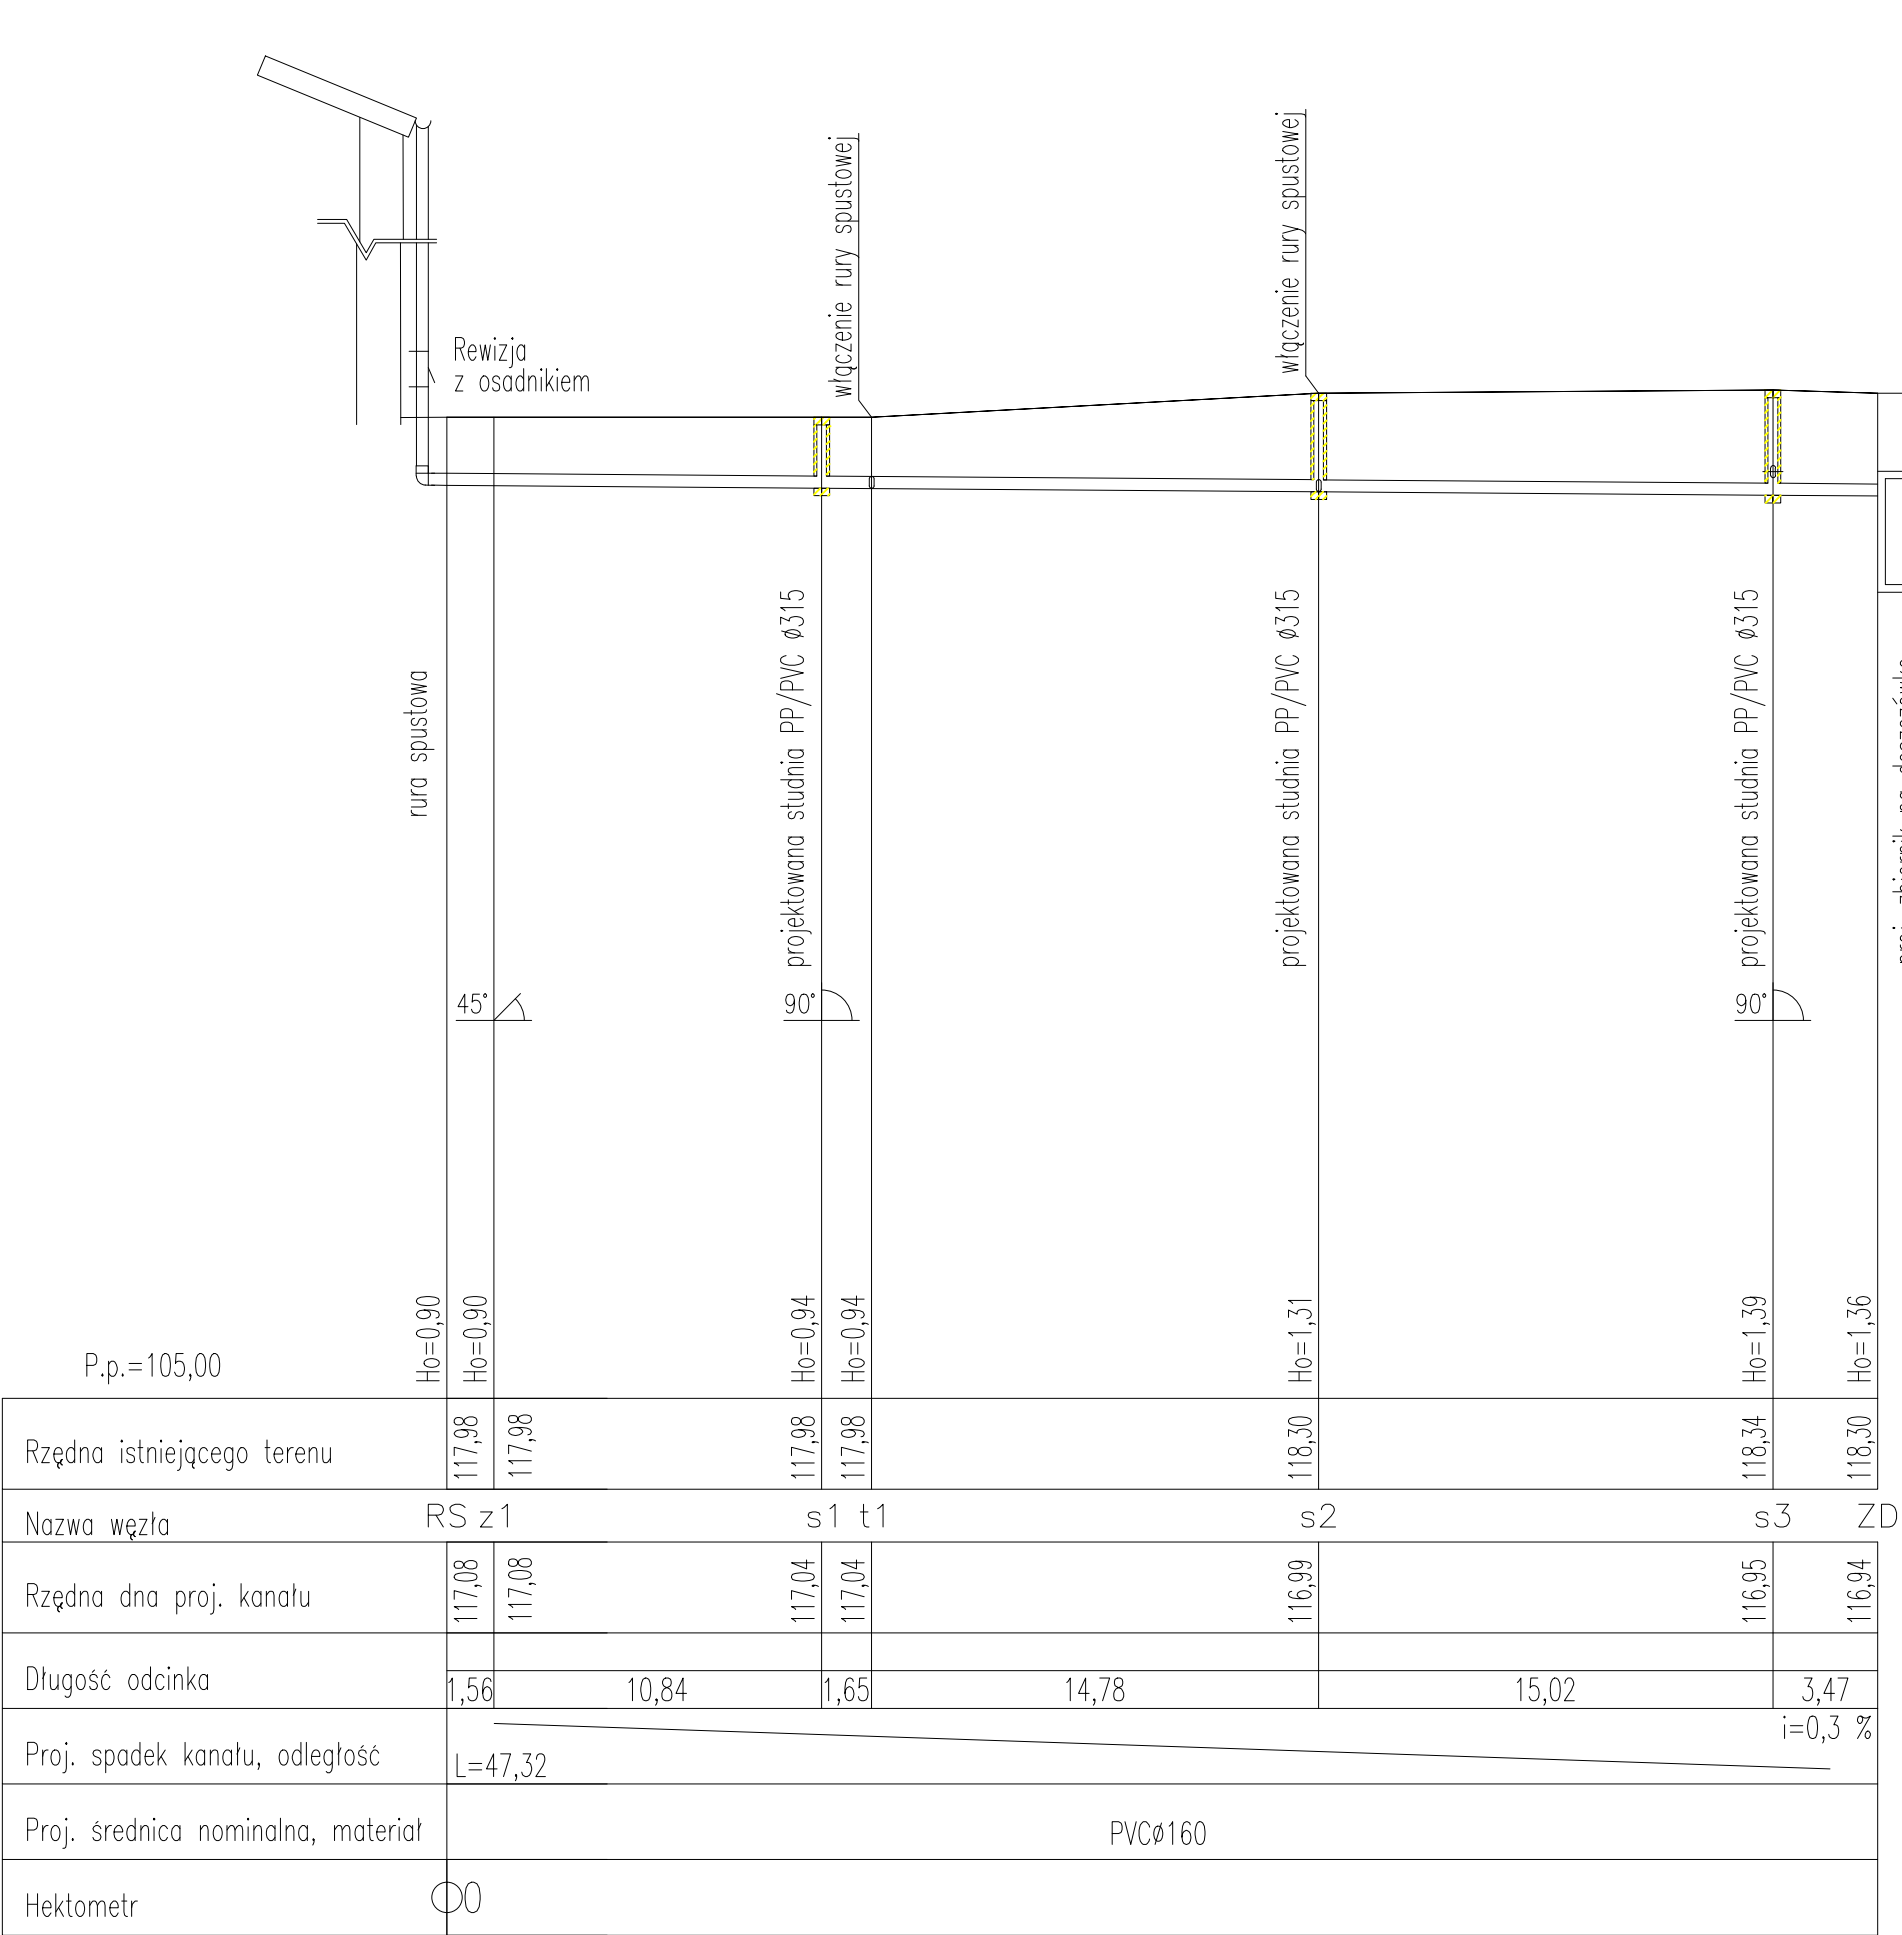 włączenie rury spustowej
włączenie rury spustowej
Rewizja
z osadnikiem
rura spustowa
projektowana studnia PP/PVC ø315
projektowana studnia PP/PVC ø315
projektowana studnia PP/PVC ø315
45°
90°
90°
Ho=0,90
Ho=0,90
Ho=0,94
Ho=0,94
Ho=1,31
Ho=1,39
Ho=1,36
P.p.=105,00
Rzędna istniejącego terenu
117,98
117,98
117,98
117,98
118,30
118,34
118,30
Nazwa węzła
RS z1 s1 t1 s2 s3 ZD
Rzędna dna proj. kanału
117,08
117,08
117,04
117,04
116,99
116,95
116,94
Długość odcinka
1,56 10,84 1,65 14,78 15,02 3,47
i=0,3 %
Proj. spadek kanału, odległość
L=47,32
Proj. średnica nominalna, materiał
PVCø160
Hektometr
0